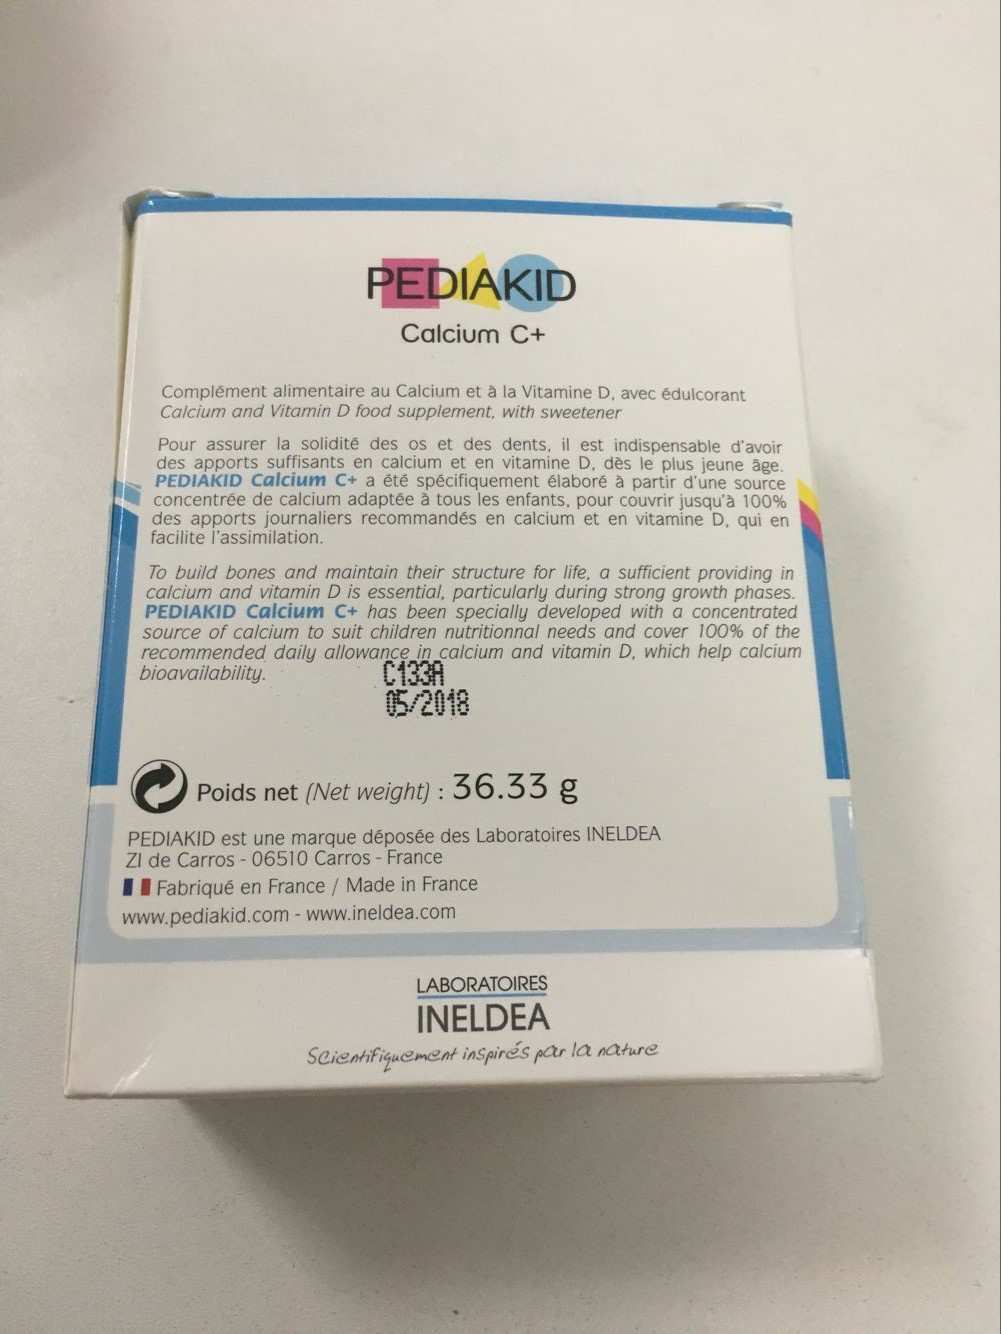 PEDIAKID
Calcium C+
Complément alimentaire au Calcium et à la Vitamine D, avec édulcorant
Calcium and Vitamin D food supplement, with sweetener
Pour assurer la solidité des os et des dents, il est indispensable d'avoir
des apports suffisants en calcium et en vitamine D, dès le plus jeune âge.
PEDIAKID Calcium C+ a été spécifiquement élaboré à partir d'une source
concentrée de calcium adaptée à tous les enfants, pour couvrir jusqu'à 100%
des apports journaliers recommandés en calcium et en vitamine D, qui en
facilite l'assimilation.
To build bones and maintain their structure for life, a sufficient providing in
calcium and vitamin D is essential, particularly during strong growth phases.
PEDIAKID Calcium C+ has been specially developed with a concentrated
source of calcium to suit children nutritionnal needs and cover 100% of the
recommended daily allowance in calcium and vitamin D, which help calcium
bioavailability.
C133A
05/2018
Poids net (Net weight) : 36.33 g
PEDIAKID est une marque déposée des Laboratoires INELDEA
ZI de Carros - 06510 Carros - France
Fabriqué en France / Made in France
www.pediakid.com - www.ineldea.com
LABORATOIRES
INELDEA
Scientifiquement inspirés par la nature